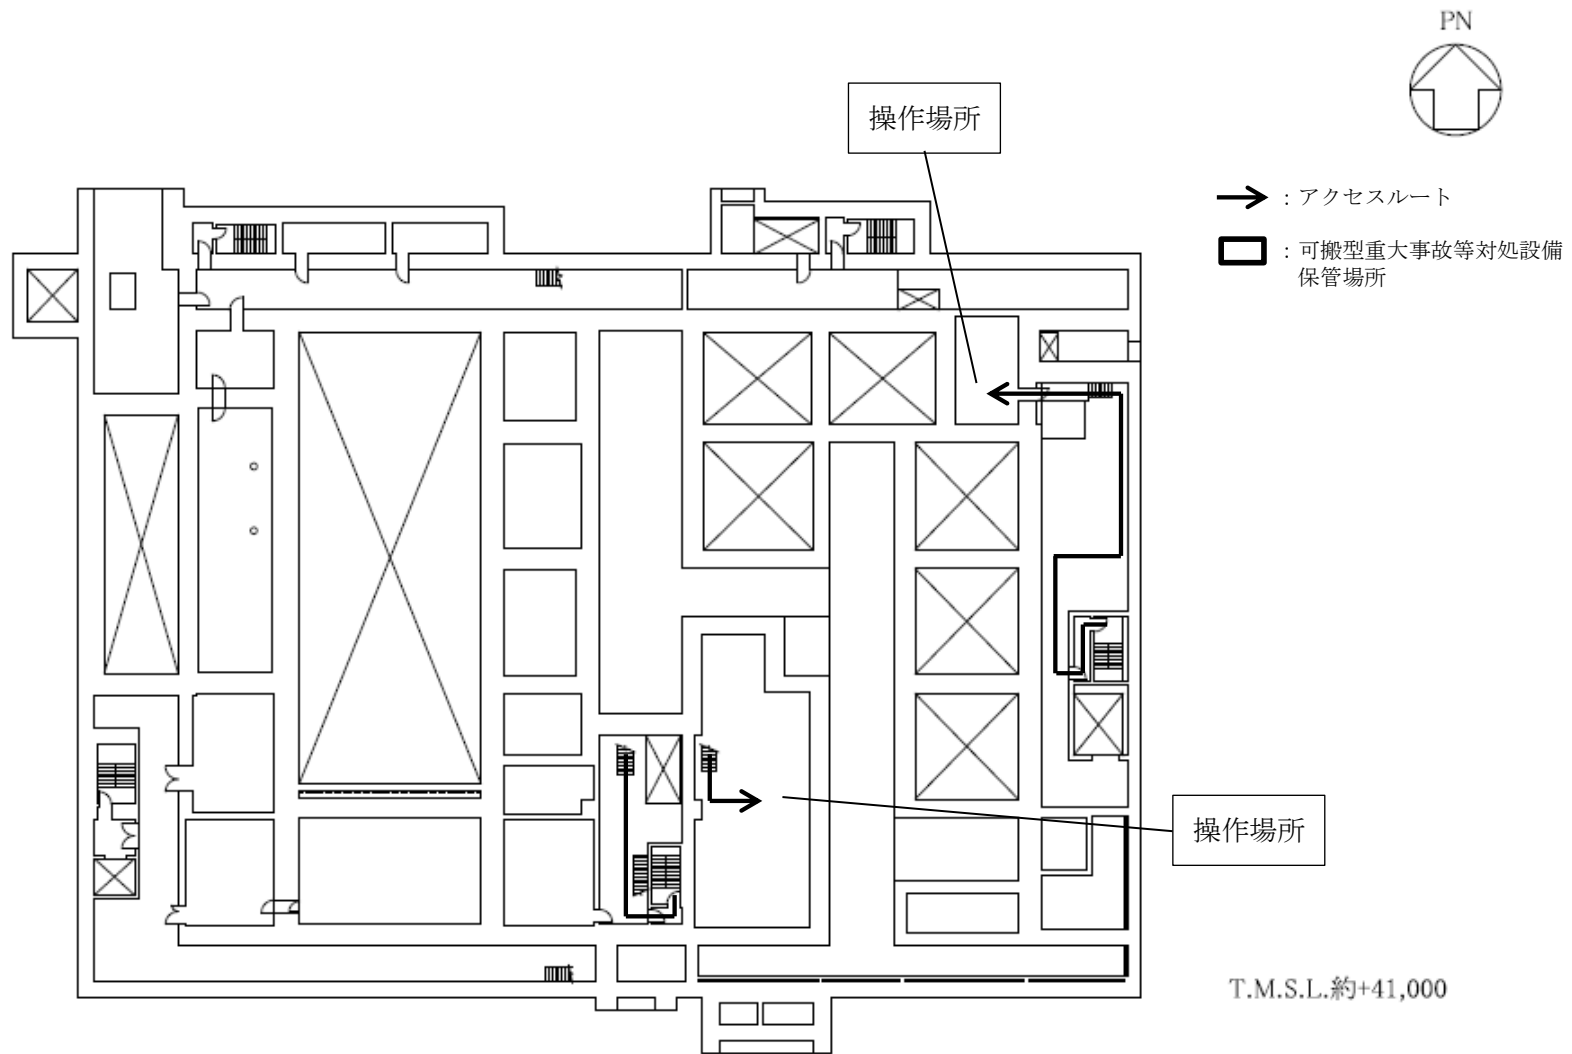 PN
操作場所
：アクセスルート
：可搬型重大事故等対処設備
保管場所
操作場所
T.M.S.L.約+41,000